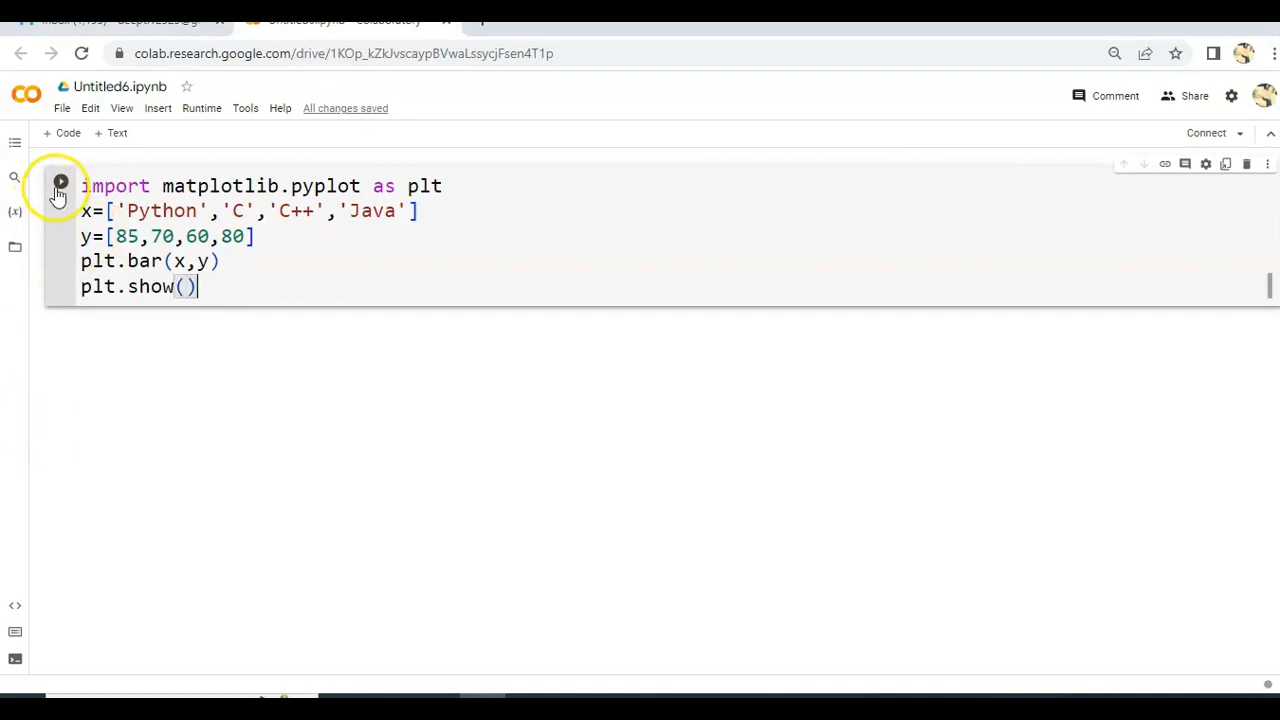 colab.research.google.com/drive/1KOp_kZkJvscaypBVwaLssycjFsen4T1p
Untitled6.ipynb
Comment
Share
File Edit View Insert Runtime Tools Help All changes saved
+ Code + Text
Connect
import matplotlib.pyplot as plt
x=['Python','C','C++','Java']
y=[85,70,60,80]
plt.bar(x,y)
plt.show()
{x}